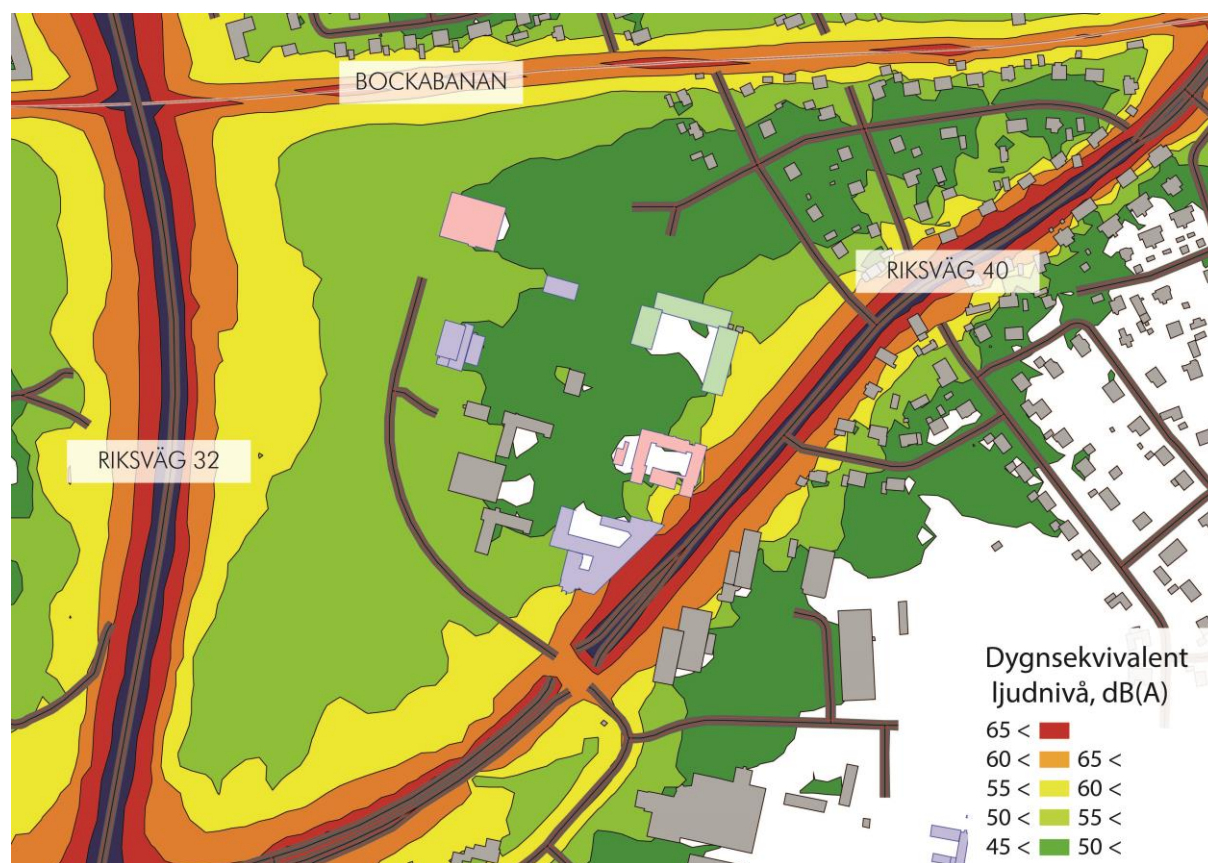 BOCKABANAN
RIKSVÄG 40
RIKSVÄG 32
Dygnsekvivalent
ljudnivå, dB(A)
65 <
60 < 65 <
55 < 60 <
50 < 55 <
45 < 50 <